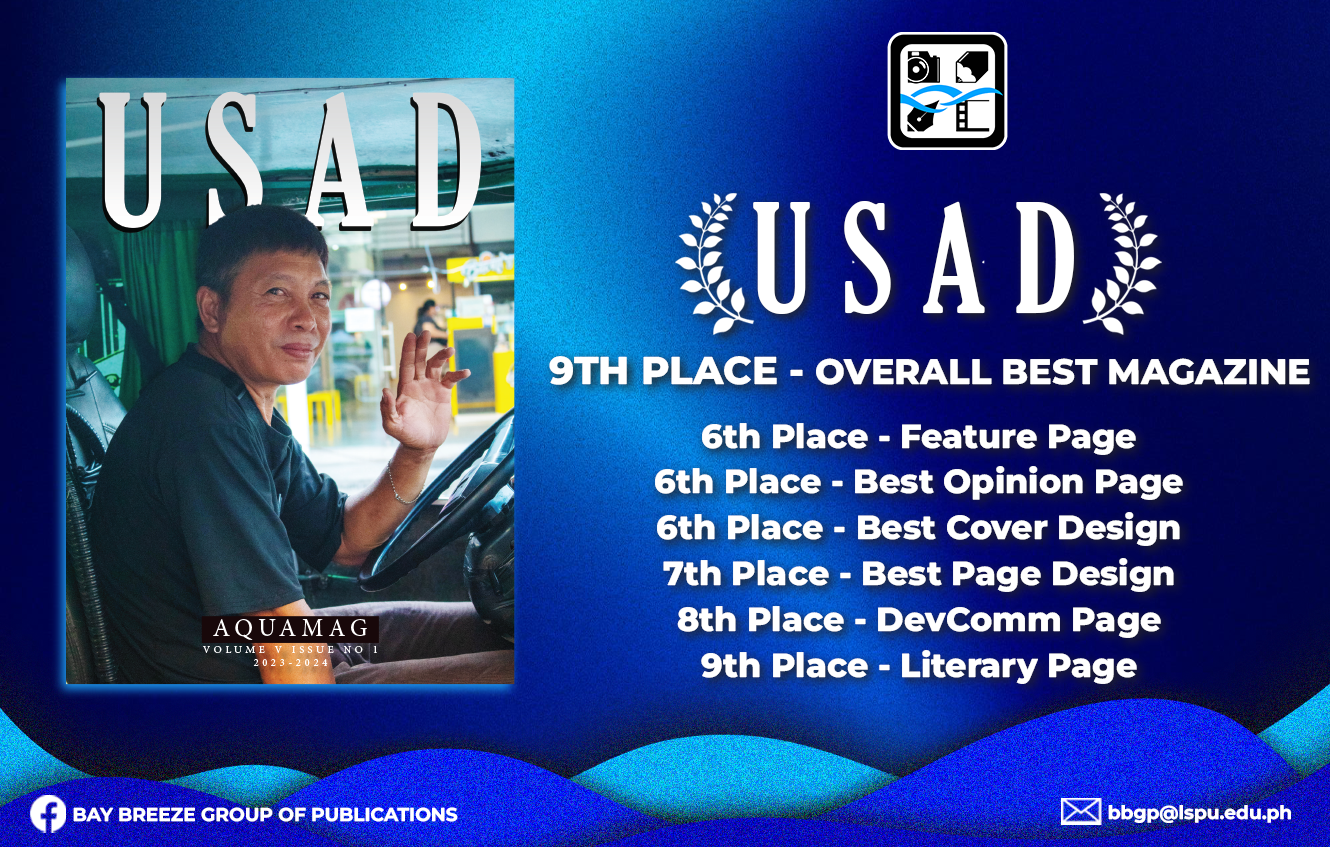 USAD
AQUAMAG
VOLUME V ISSUE NO 1
2023-2024
USAD
9TH PLACE - OVERALL BEST MAGAZINE
6th Place - Feature Page
6th Place - Best Opinion Page
6th Place - Best Cover Design
7th Place - Best Page Design
8th Place - DevComm Page
9th Place - Literary Page
BAY BREEZE GROUP OF PUBLICATIONS
bbgp@lspu.edu.ph